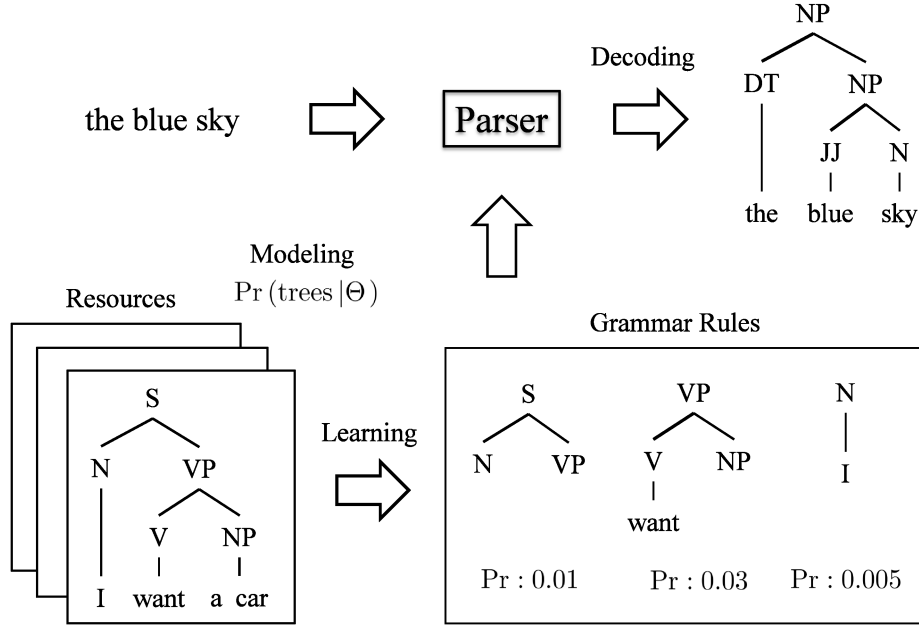 NP
Decoding
DT NP
the blue sky
Parser
JJ N
the blue sky
Modeling
Pr (trees|Θ)
Resources
Grammar Rules
S
N VP
V NP
I want a car
Learning
S
N VP
VP
V NP
want
N
I
Pr : 0.01
Pr : 0.03
Pr : 0.005